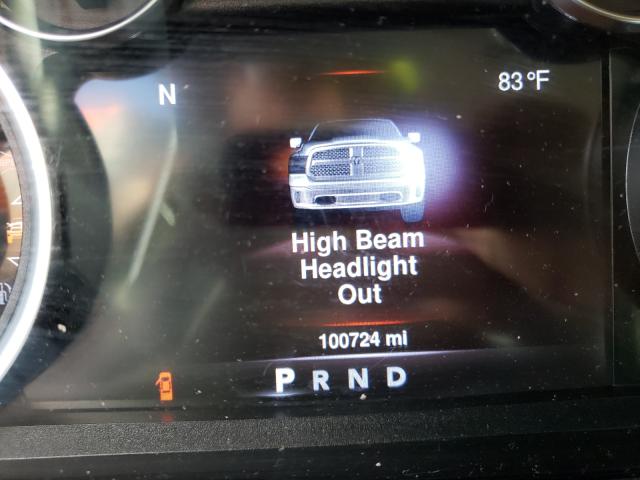 N
83 °F
High Beam
Headlight
Out
100724 mi
P R N D